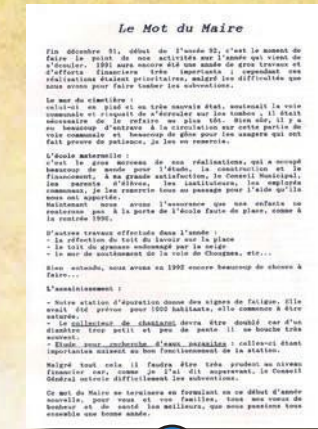 Le Mot du Maire
Fin décembre 91, début de l'année 92, c'est le moment de
faire le point de nos activités sur l'année qui vient de
s'écouler. 1991 aura encore été une année de gros travaux et
d'efforts financiers très importants ; cependant ces
réalisations étaient prioritaires, malgré les difficultés que
nous avons pour faire tomber les subventions.
Le mur du cimetière :
celui-ci en pisé et en très mauvais état, soutenait la voie
communale et risquait de s'écrouler sur les tombes, il était
nécessaire de le refaire au plus tôt. Bien sûr, il y a
eu beaucoup d'entrave à la circulation sur cette partie de
voie communale et beaucoup de gêne pour les usagers qui ont
fait preuve de patience, je les en remercie.
L'école maternelle :
c'est le gros morceau de nos réalisations, qui a occupé
beaucoup de monde pour l'étude, la construction et le
financement, à ma grande satisfaction, le Conseil Municipal,
les parents d'élèves, les instituteurs, les employés
communaux, je les remercie tous au passage pour l'aide qu'ils
nous ont apportée.
Maintenant nous avons l'assurance que nos enfants ne
resteront pas à la porte de l'école faute de place, comme à
la rentrée 1990.
D'autres travaux effectués dans l'année :
- la réfection du toit du lavoir sur la place
- le toit du gymnase endommagé par la neige
- le mur de soutènement de la voie de Chougnes, etc...
Bien entendu, nous avons en 1992 encore beaucoup de choses à
faire...
L'assainissement :
- Notre station d'épuration donne des signes de fatigue. Elle
avait été prévue pour 1000 habitants, elle commence à être
saturée.
- Le collecteur de chantarot devra être doublé car d'un
diamètre trop petit et peu de pente il se bouche très
souvent.
- Etude pour recherche d'eaux parasites : celles-ci étant
importantes nuisent au bon fonctionnement de la station.
Malgré tout cela il faudra être très prudent au niveau
financier car, comme je l'ai dit auparavant, le Conseil
Général octroie difficilement les subventions.
Ce mot du Maire se terminera en formulant en ce début d'année
nouvelle, pour vous et vos familles, tous mes voeux de
bonheur et de santé les meilleurs, que nous passions tous
ensemble une bonne année.